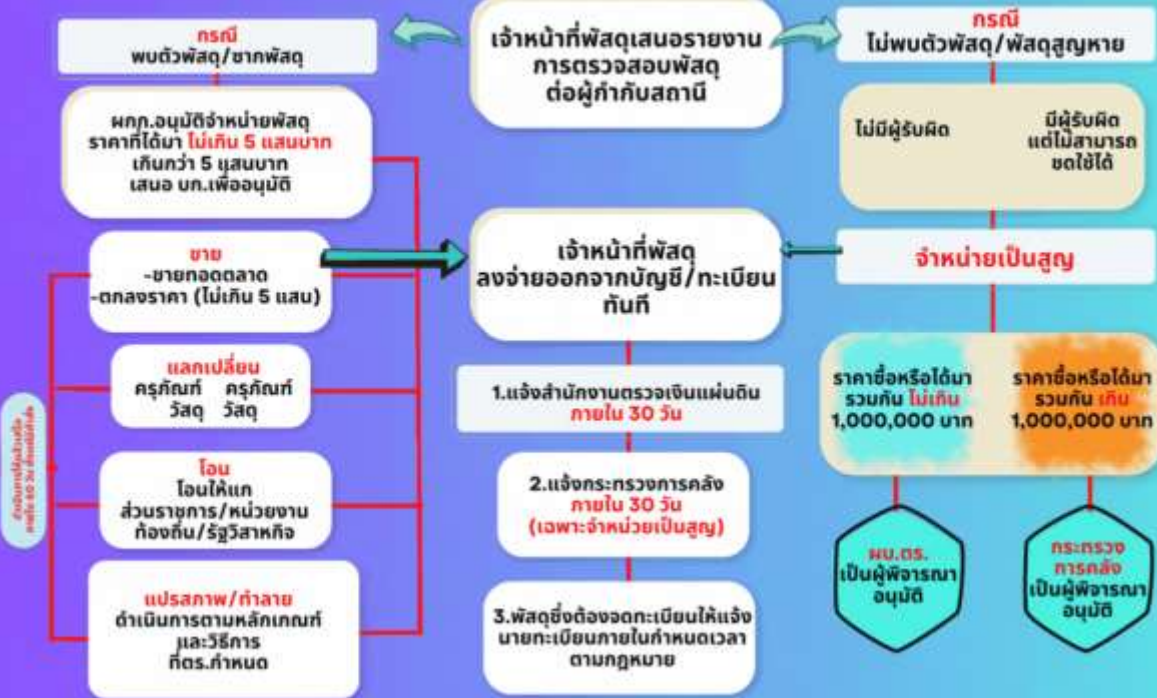 กรณี
พบตัวพัสดุ/ซากพัสดุ
เจ้าหน้าที่พัสดุเสนอรายงาน
การตรวจสอบพัสดุ
ต่อผู้กำกับสถานี
กรณี
ไม่พบตัวพัสดุ/พัสดุสูญหาย
ผกก.อนุมัติจำหน่ายพัสดุ
ราคาที่ได้มา ไม่เกิน 5 แสนบาท
เกินกว่า 5 แสนบาท
เสนอ บก.เพื่ออนุมัติ
ไม่มีผู้รับผิด
มีผู้รับผิด
แต่ไม่สามารถ
ชดใช้ได้
ขาย
-ขายทอดตลาด
-ตกลงราคา (ไม่เกิน 5 แสน)
เจ้าหน้าที่พัสดุ
ลงจ่ายออกจากบัญชี/ทะเบียน
ทันที
จำหน่ายเป็นสูญ
แลกเปลี่ยน
ครุภัณฑ์ ครุภัณฑ์
วัสดุ วัสดุ
1.แจ้งสำนักงานตรวจเงินแผ่นดิน
ภายใน 30 วัน
ราคาซื้อหรือได้มา
รวมกัน ไม่เกิน
1,000,000 บาท
ราคาซื้อหรือได้มา
รวมกัน เกิน
1,000,000 บาท
โอน
โอนให้แก่
ส่วนราชการ/หน่วยงาน
ท้องถิ่น/รัฐวิสาหกิจ
2.แจ้งกระทรวงการคลัง
ภายใน 30 วัน
(เฉพาะจำหน่ายเป็นสูญ)
ผบ.ตร.
เป็นผู้พิจารณา
อนุมัติ
กระทรวง
การคลัง
เป็นผู้พิจารณา
อนุมัติ
แปรสภาพ/ทำลาย
ดำเนินการตามหลักเกณฑ์
และวิธีการ
ที่ตร.กำหนด
3.พัสดุซึ่งต้องจดทะเบียนให้แจ้ง
นายทะเบียนภายในกำหนดเวลา
ตามกฎหมาย